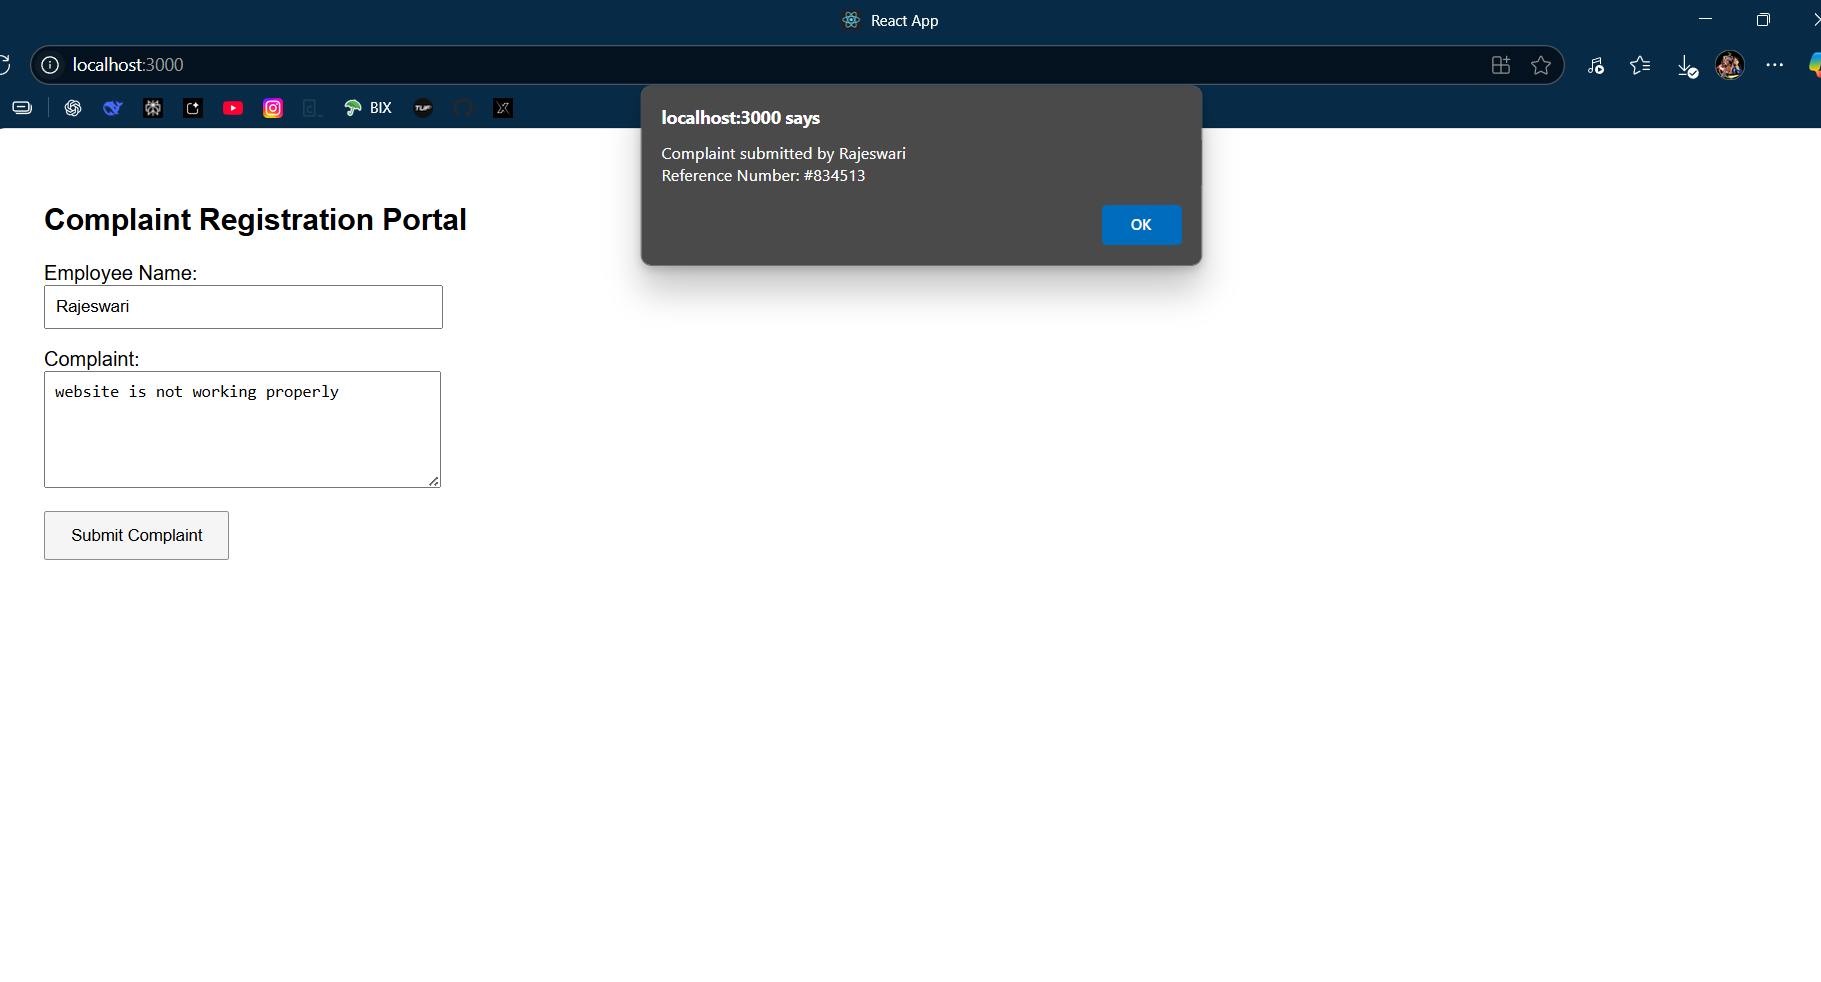 React App
localhost:3000
BIX
TUF
localhost:3000 says
Complaint submitted by Rajeswari
Reference Number: #834513
OK
Complaint Registration Portal
Employee Name:
Rajeswari
Complaint:
website is not working properly
Submit Complaint